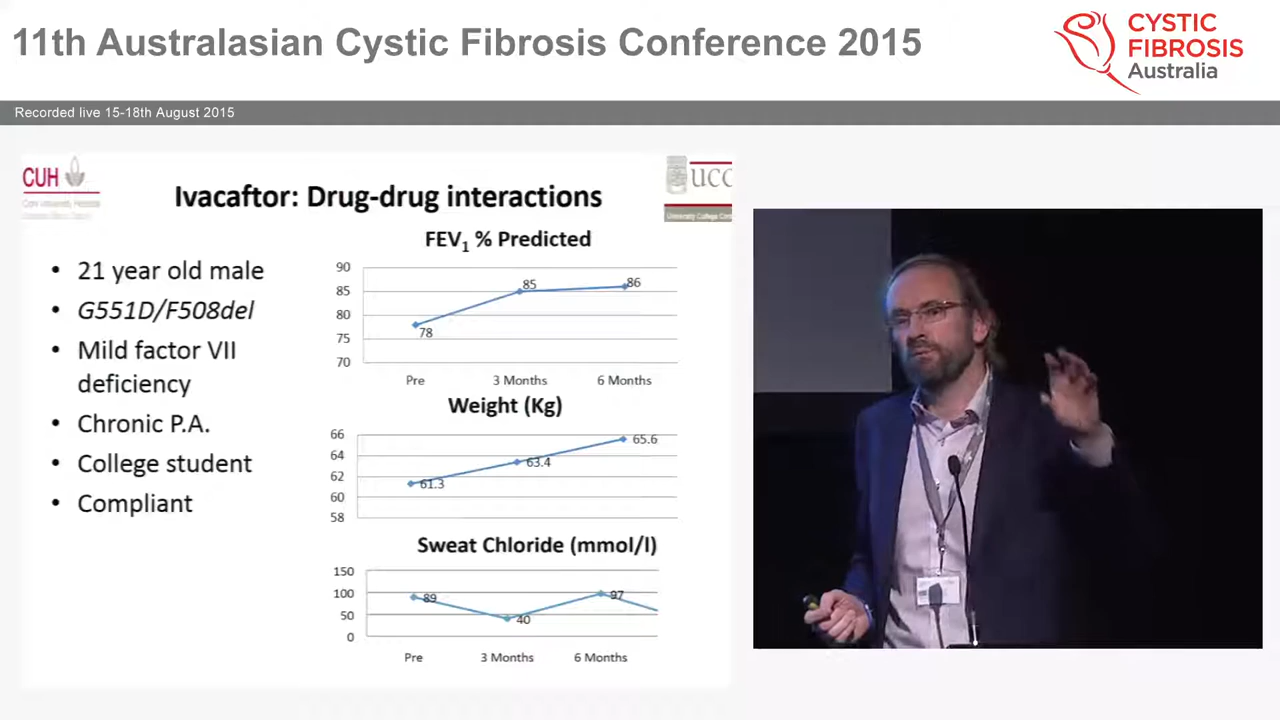 11th Australasian Cystic Fibrosis Conference 2015
CYSTIC
FIBROSIS
Australia
Recorded live 15-18th August 2015
CUH
UCC
Ivacaftor: Drug-drug interactions
• 21 year old male
• G551D/F508del
• Mild factor VII
deficiency
• Chronic P.A.
• College student
• Compliant
FEV1 % Predicted
90
85
80
75
70
78
85
86
Pre
3 Months
6 Months
Weight (Kg)
66
64
62
60
58
61.3
63.4
65.6
Sweat Chloride (mmol/l)
150
100
50
0
89
40
97
Pre
3 Months
6 Months